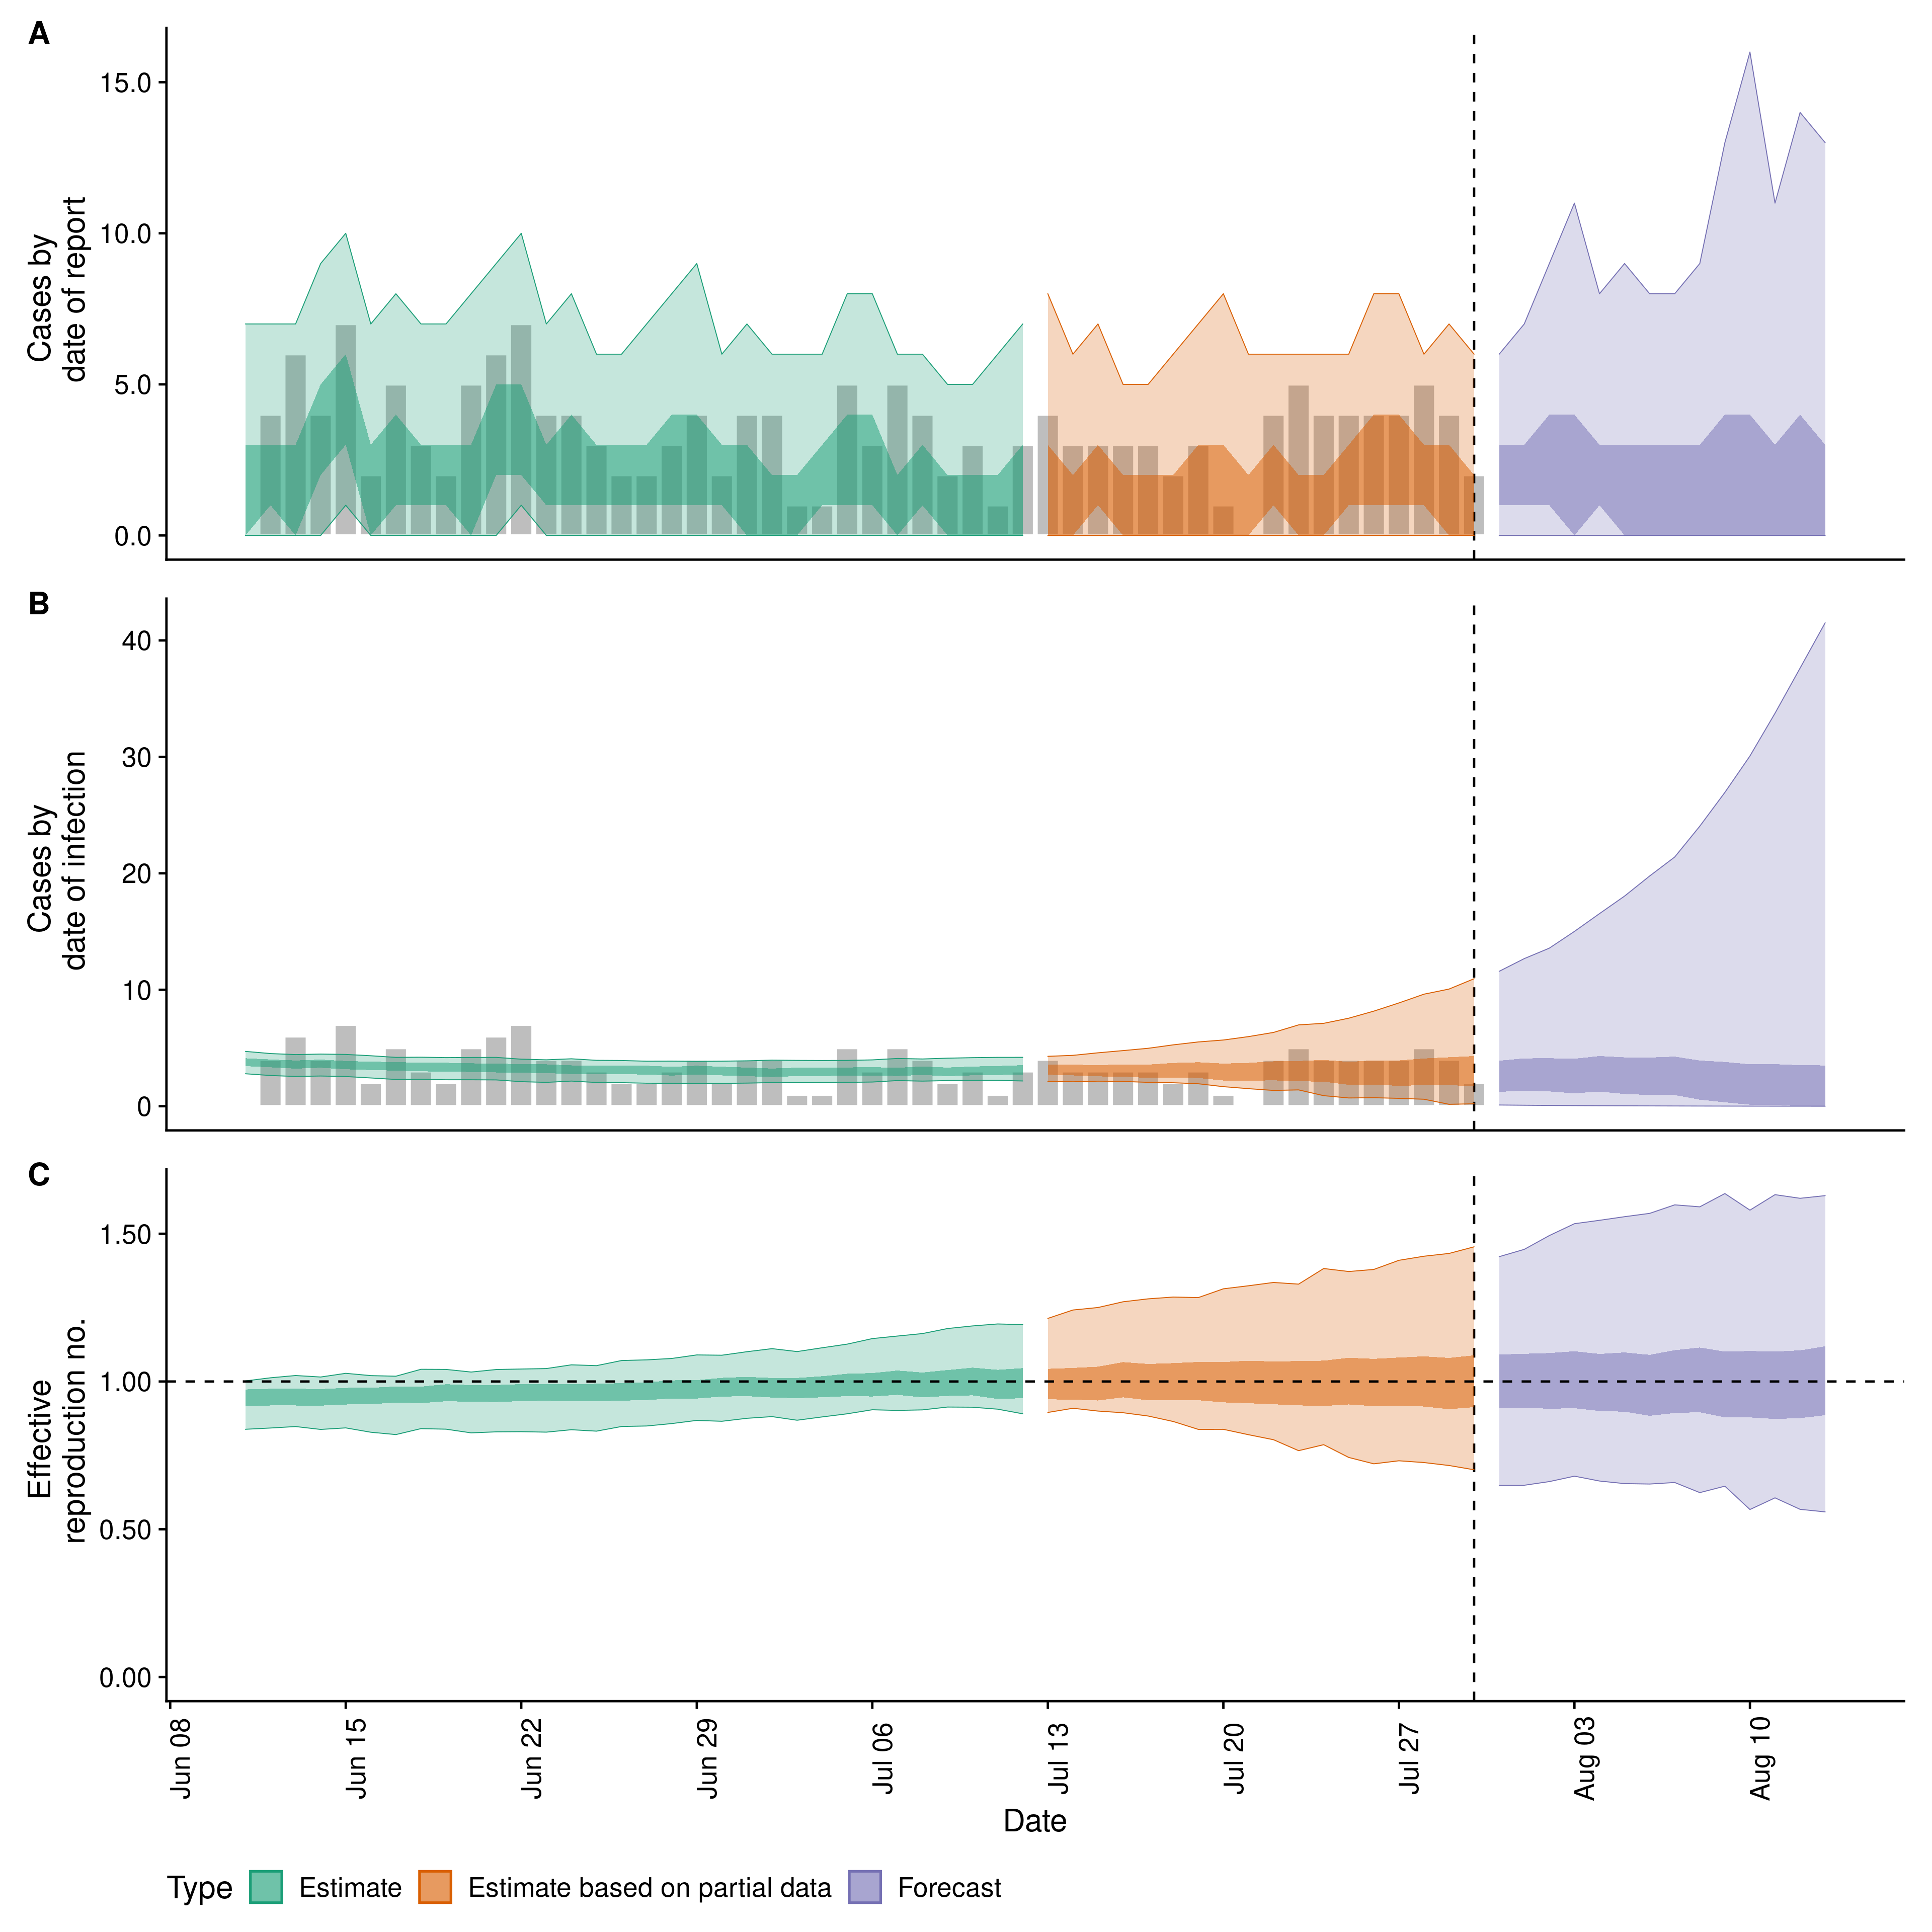 A
15.0
10.0
5.0
0.0
Cases by
date of report
B
40
30
20
10
0
Cases by
date of infection
C
1.50
1.00
0.50
0.00
Effective
reproduction no.
Jun 08
Jun 15
Jun 22
Jun 29
Jul 06
Jul 13
Jul 20
Jul 27
Aug 03
Aug 10
Date
Type Estimate Estimate based on partial data Forecast